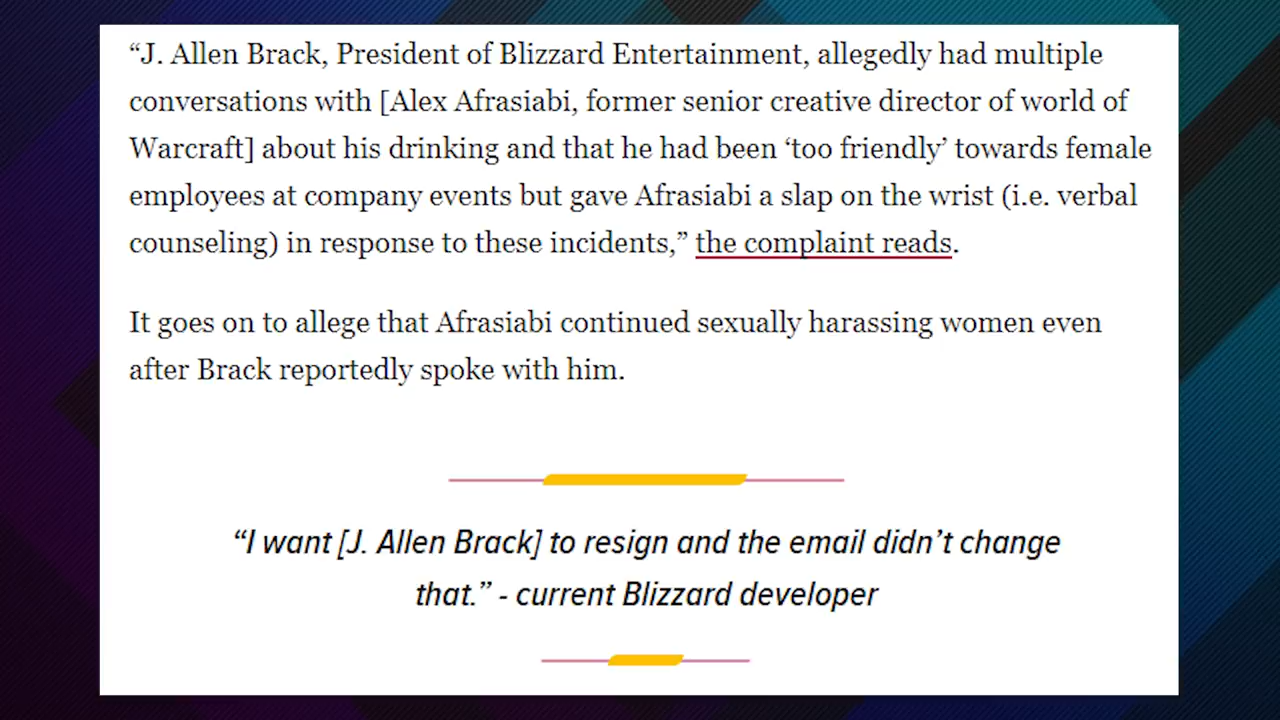 “J. Allen Brack, President of Blizzard Entertainment, allegedly had multiple
conversations with [Alex Afrasiabi, former senior creative director of world of
Warcraft] about his drinking and that he had been ‘too friendly’ towards female
employees at company events but gave Afrasiabi a slap on the wrist (i.e. verbal
counseling) in response to these incidents,” the complaint reads.
It goes on to allege that Afrasiabi continued sexually harassing women even
after Brack reportedly spoke with him.
“I want [J. Allen Brack] to resign and the email didn’t change
that.” - current Blizzard developer